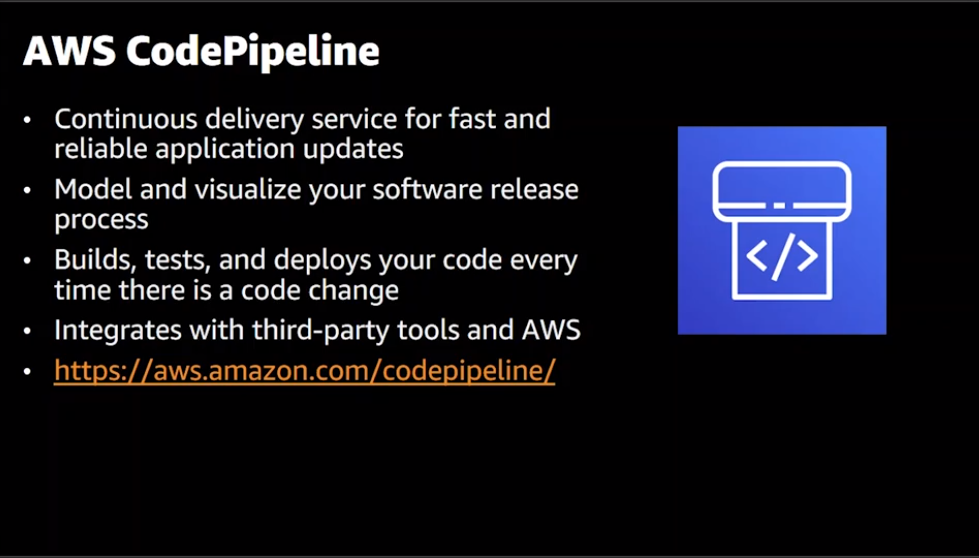 AWS CodePipeline
• Continuous delivery service for fast and
reliable application updates
• Model and visualize your software release
process
• Builds, tests, and deploys your code every
time there is a code change
• Integrates with third-party tools and AWS
• https://aws.amazon.com/codepipeline/
</>